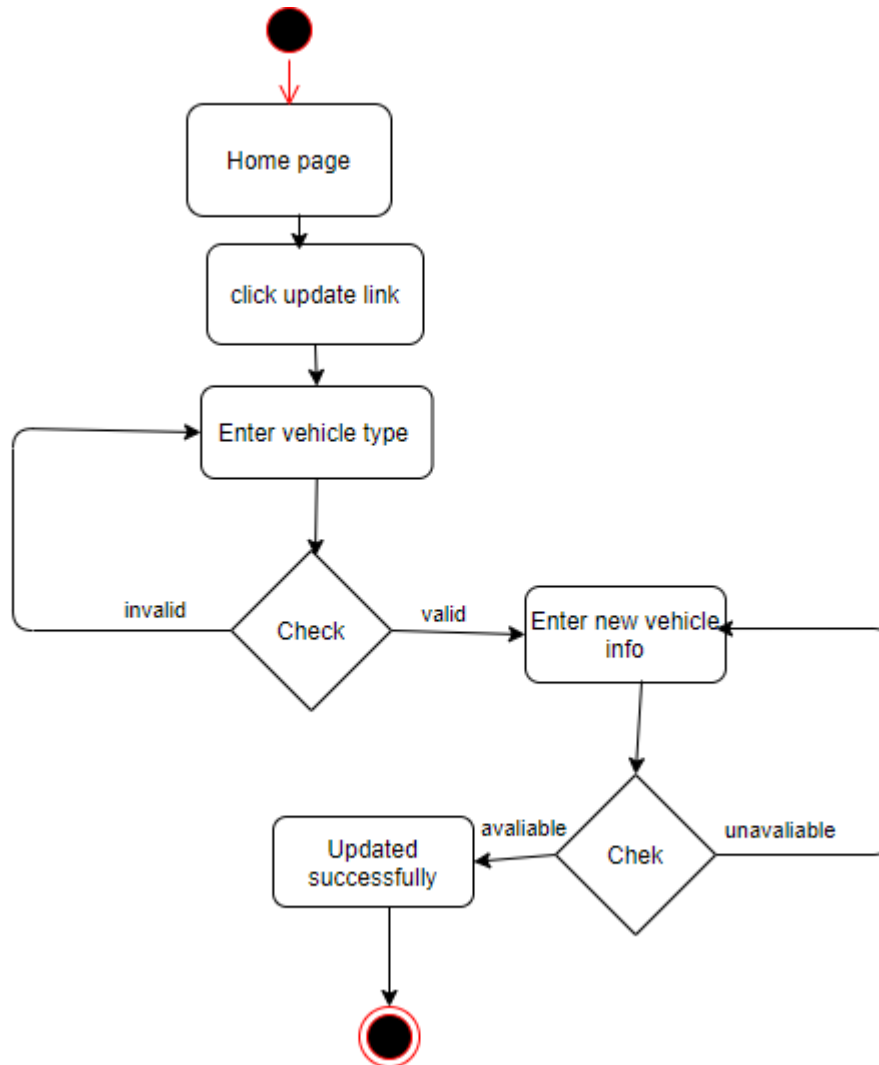 Home page
click update link
Enter vehicle type
invalid
Check
valid
Enter new vehicle
info
avaliable
unavaliable
Updated
successfully
Chek